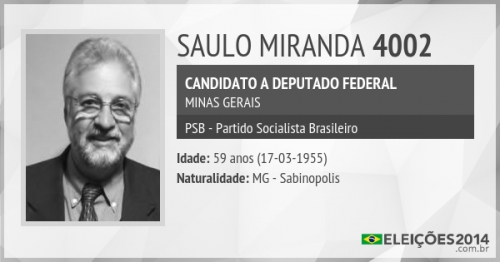 SAULO MIRANDA 4002
CANDIDATO A DEPUTADO FEDERAL
MINAS GERAIS
PSB - Partido Socialista Brasileiro
Idade: 59 anos (17-03-1955)
Naturalidade: MG - Sabinopolis
ELEIÇÕES2014
.com.br